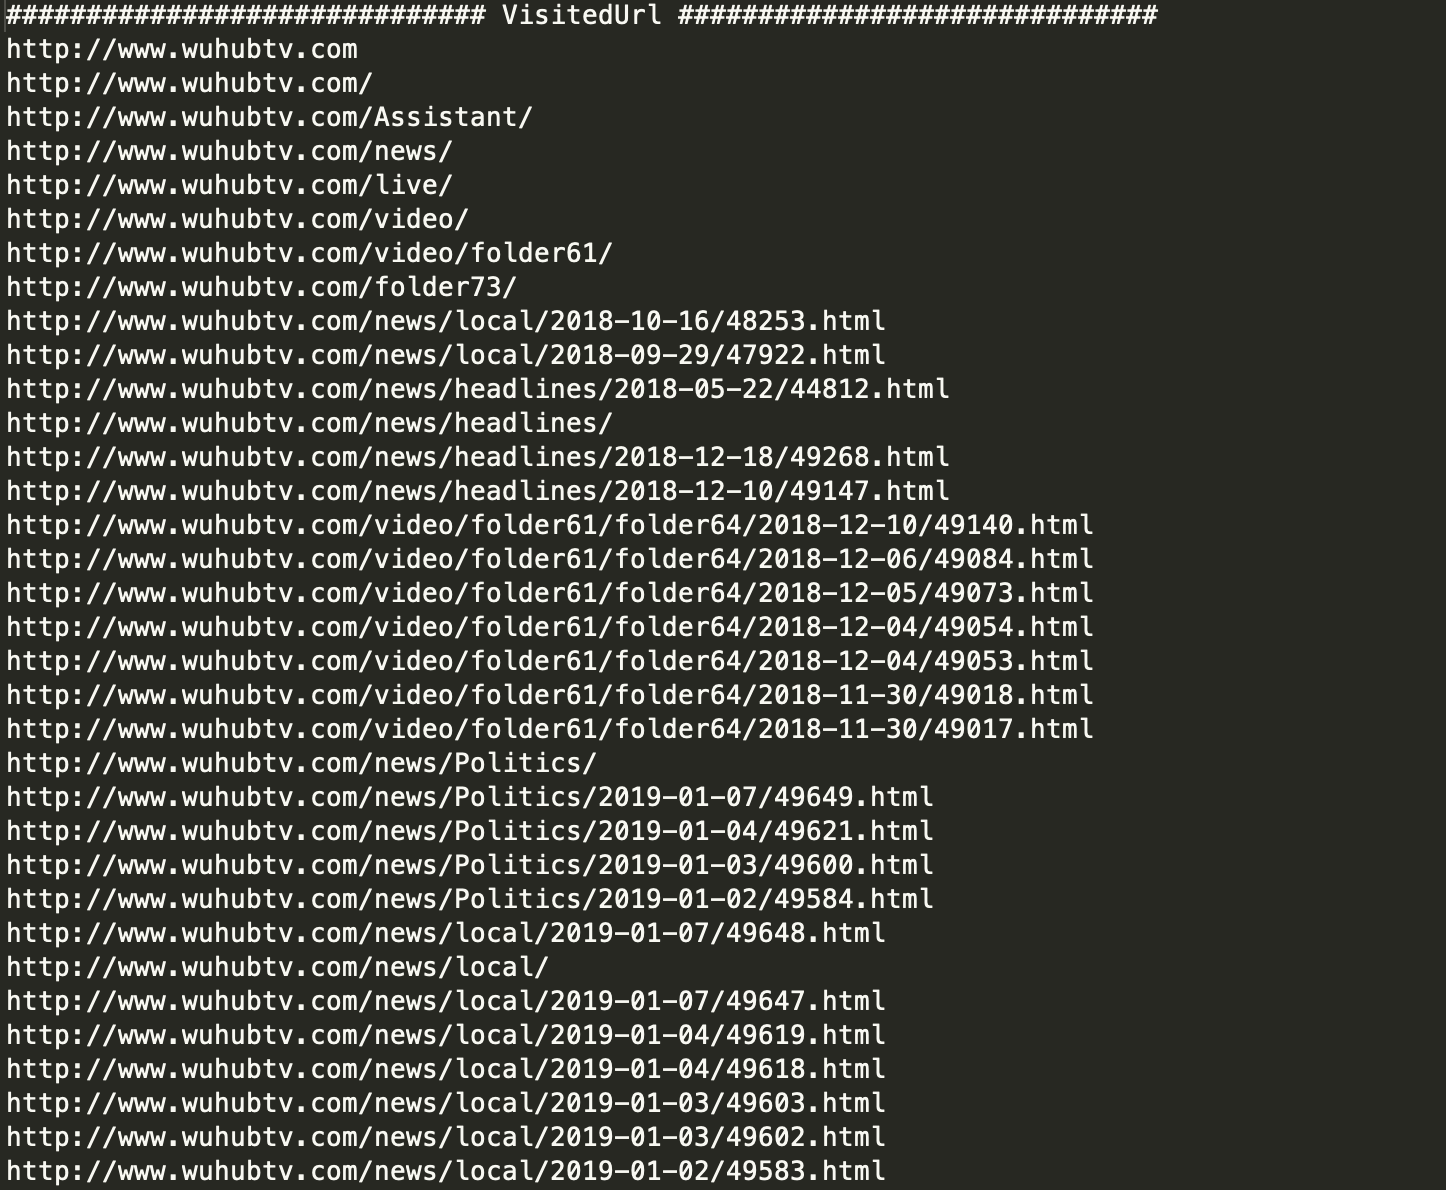 ############################## VisitedUrl ##############################
http://www.wuhubtv.com
http://www.wuhubtv.com/
http://www.wuhubtv.com/Assistant/
http://www.wuhubtv.com/news/
http://www.wuhubtv.com/live/
http://www.wuhubtv.com/video/
http://www.wuhubtv.com/video/folder61/
http://www.wuhubtv.com/folder73/
http://www.wuhubtv.com/news/local/2018-10-16/48253.html
http://www.wuhubtv.com/news/local/2018-09-29/47922.html
http://www.wuhubtv.com/news/headlines/2018-05-22/44812.html
http://www.wuhubtv.com/news/headlines/
http://www.wuhubtv.com/news/headlines/2018-12-18/49268.html
http://www.wuhubtv.com/news/headlines/2018-12-10/49147.html
http://www.wuhubtv.com/video/folder61/folder64/2018-12-10/49140.html
http://www.wuhubtv.com/video/folder61/folder64/2018-12-06/49084.html
http://www.wuhubtv.com/video/folder61/folder64/2018-12-05/49073.html
http://www.wuhubtv.com/video/folder61/folder64/2018-12-04/49054.html
http://www.wuhubtv.com/video/folder61/folder64/2018-12-04/49053.html
http://www.wuhubtv.com/video/folder61/folder64/2018-11-30/49018.html
http://www.wuhubtv.com/video/folder61/folder64/2018-11-30/49017.html
http://www.wuhubtv.com/news/Politics/
http://www.wuhubtv.com/news/Politics/2019-01-07/49649.html
http://www.wuhubtv.com/news/Politics/2019-01-04/49621.html
http://www.wuhubtv.com/news/Politics/2019-01-03/49600.html
http://www.wuhubtv.com/news/Politics/2019-01-02/49584.html
http://www.wuhubtv.com/news/local/2019-01-07/49648.html
http://www.wuhubtv.com/news/local/
http://www.wuhubtv.com/news/local/2019-01-07/49647.html
http://www.wuhubtv.com/news/local/2019-01-04/49619.html
http://www.wuhubtv.com/news/local/2019-01-04/49618.html
http://www.wuhubtv.com/news/local/2019-01-03/49603.html
http://www.wuhubtv.com/news/local/2019-01-03/49602.html
http://www.wuhubtv.com/news/local/2019-01-02/49583.html